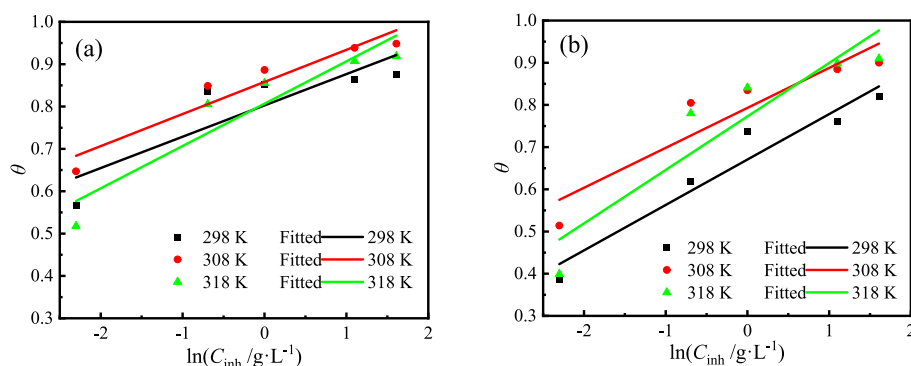 (a)
1.0
0.9
0.8
0.7
0.6
0.5
0.4
0.3
θ
298 K Fitted 298 K
308 K Fitted 308 K
318 K Fitted 318 K
-2 -1 0 1 2
ln(C_inh /g·L⁻¹)
(b)
1.0
0.9
0.8
0.7
0.6
0.5
0.4
0.3
θ
298 K Fitted 298 K
308 K Fitted 308 K
318 K Fitted 318 K
-2 -1 0 1 2
ln(C_inh /g·L⁻¹)